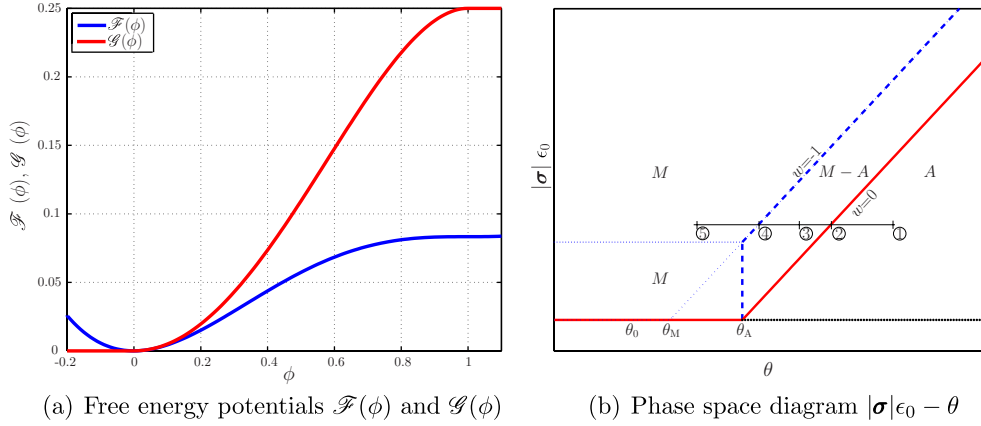 0.25
0.2
0.15
0.1
0.05
0
-0.2
0
0.2
0.4
0.6
0.8
1
ℱ(ϕ)
𝒢(ϕ)
ℱ (ϕ), 𝒢 (ϕ)
ϕ
(a) Free energy potentials ℱ(ϕ) and 𝒢(ϕ)
|σ| ϵ₀
M
w=-1
M − A
A
w=0
⑤ ④ ③ ② ①
M
θ₀ θ_M θ_A
θ
(b) Phase space diagram |σ|ϵ₀ − θ